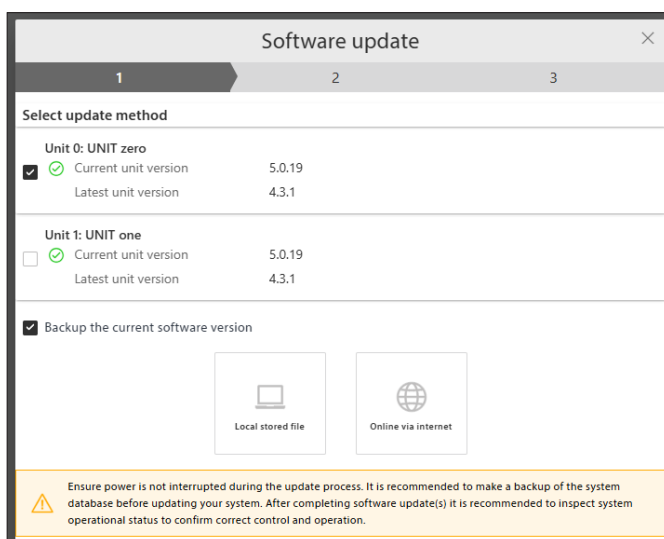 Software update
1 2 3
Select update method
Unit 0: UNIT zero
Current unit version 5.0.19
Latest unit version 4.3.1
Unit 1: UNIT one
Current unit version 5.0.19
Latest unit version 4.3.1
Backup the current software version
Local stored file Online via internet
Ensure power is not interrupted during the update process. It is recommended to make a backup of the system
database before updating your system. After completing software update(s) it is recommended to inspect system
operational status to confirm correct control and operation.